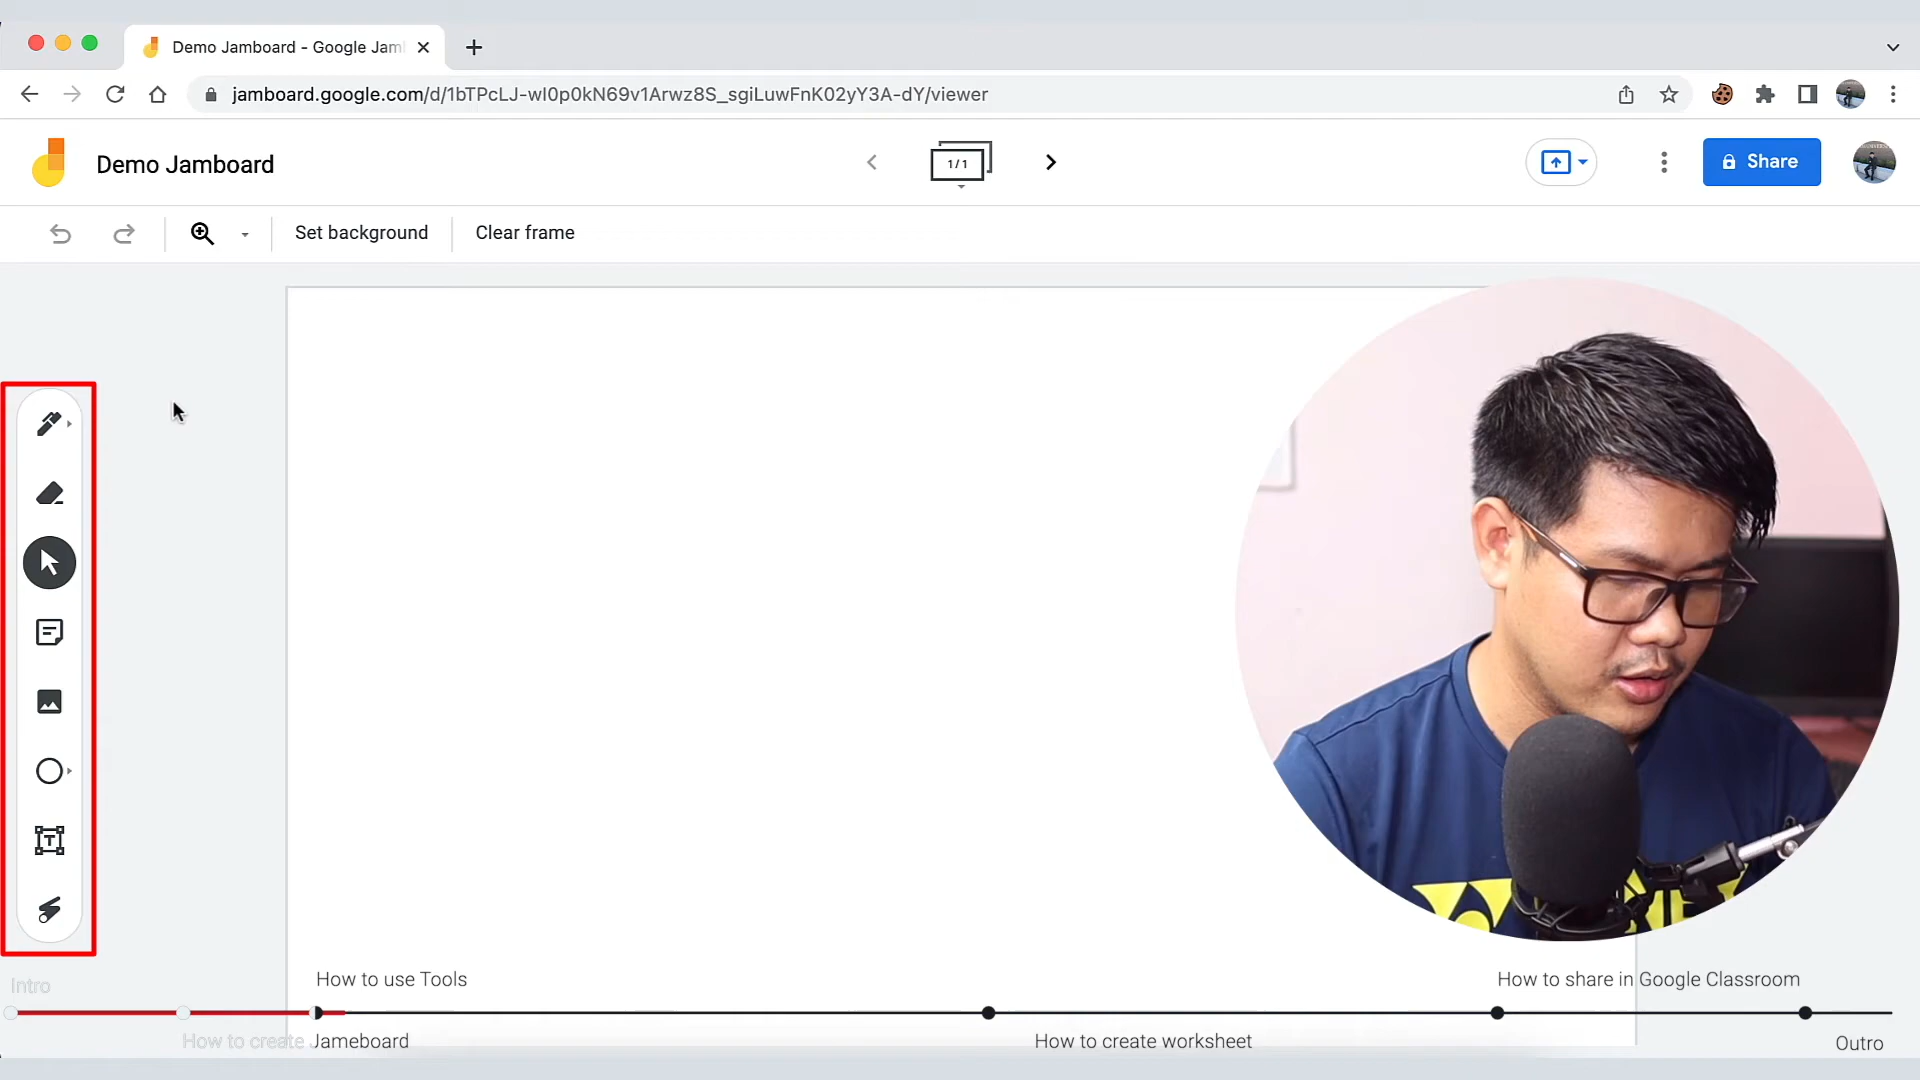 Demo Jamboard - Google Jam
jamboard.google.com/d/1bTPcLJ-wI0p0kN69v1Arwz8S_sgiLuwFnK02yY3A-dY/viewer
Demo Jamboard
1 / 1
Share
Set background
Clear frame
Intro
How to use Tools
How to share in Google Classroom
How to create Jameboard
How to create worksheet
Outro